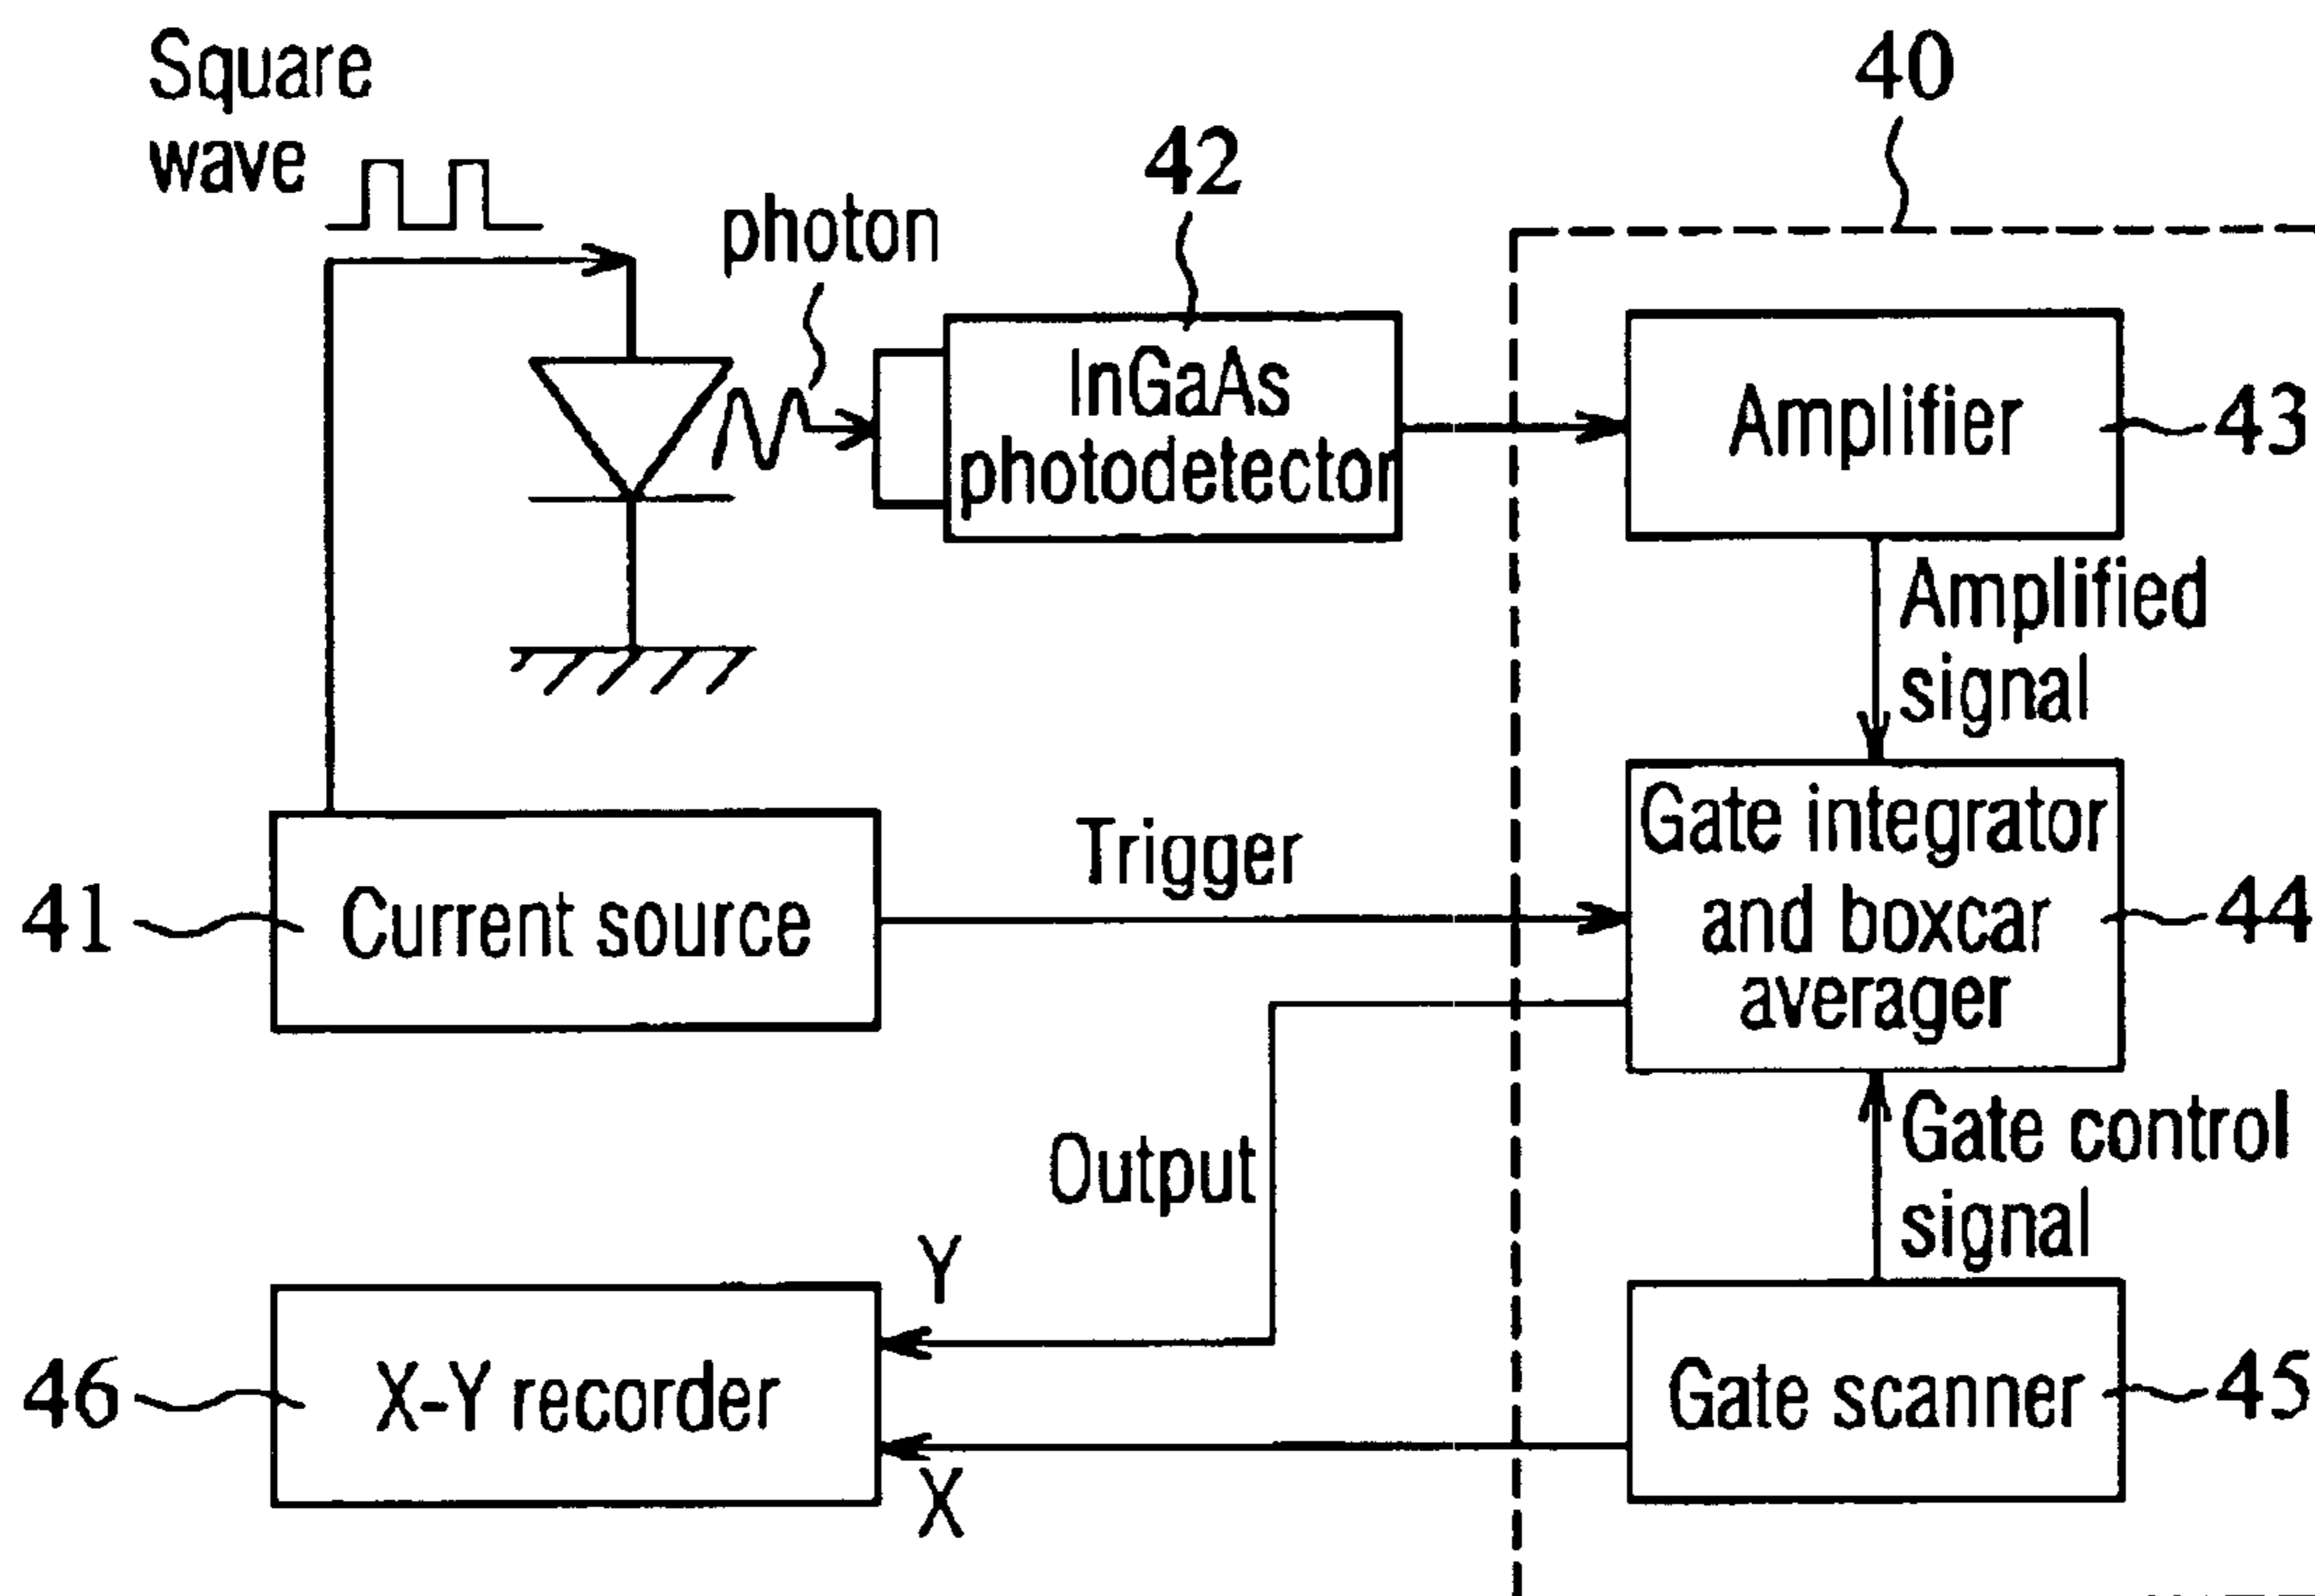 Square
wave
photon
42
40
InGaAs
photodetector
Amplifier
43
Amplified
signal
41
Current source
Trigger
Gate integrator
and boxcar
averager
44
Output
Gate control
signal
Y
46
X-Y recorder
X
Gate scanner
45